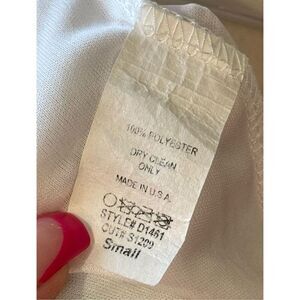 100% POLYESTER
DRY CLEAN
ONLY
MADE IN U.S.A.
STYLE# D1461
CUT# S1299
Small